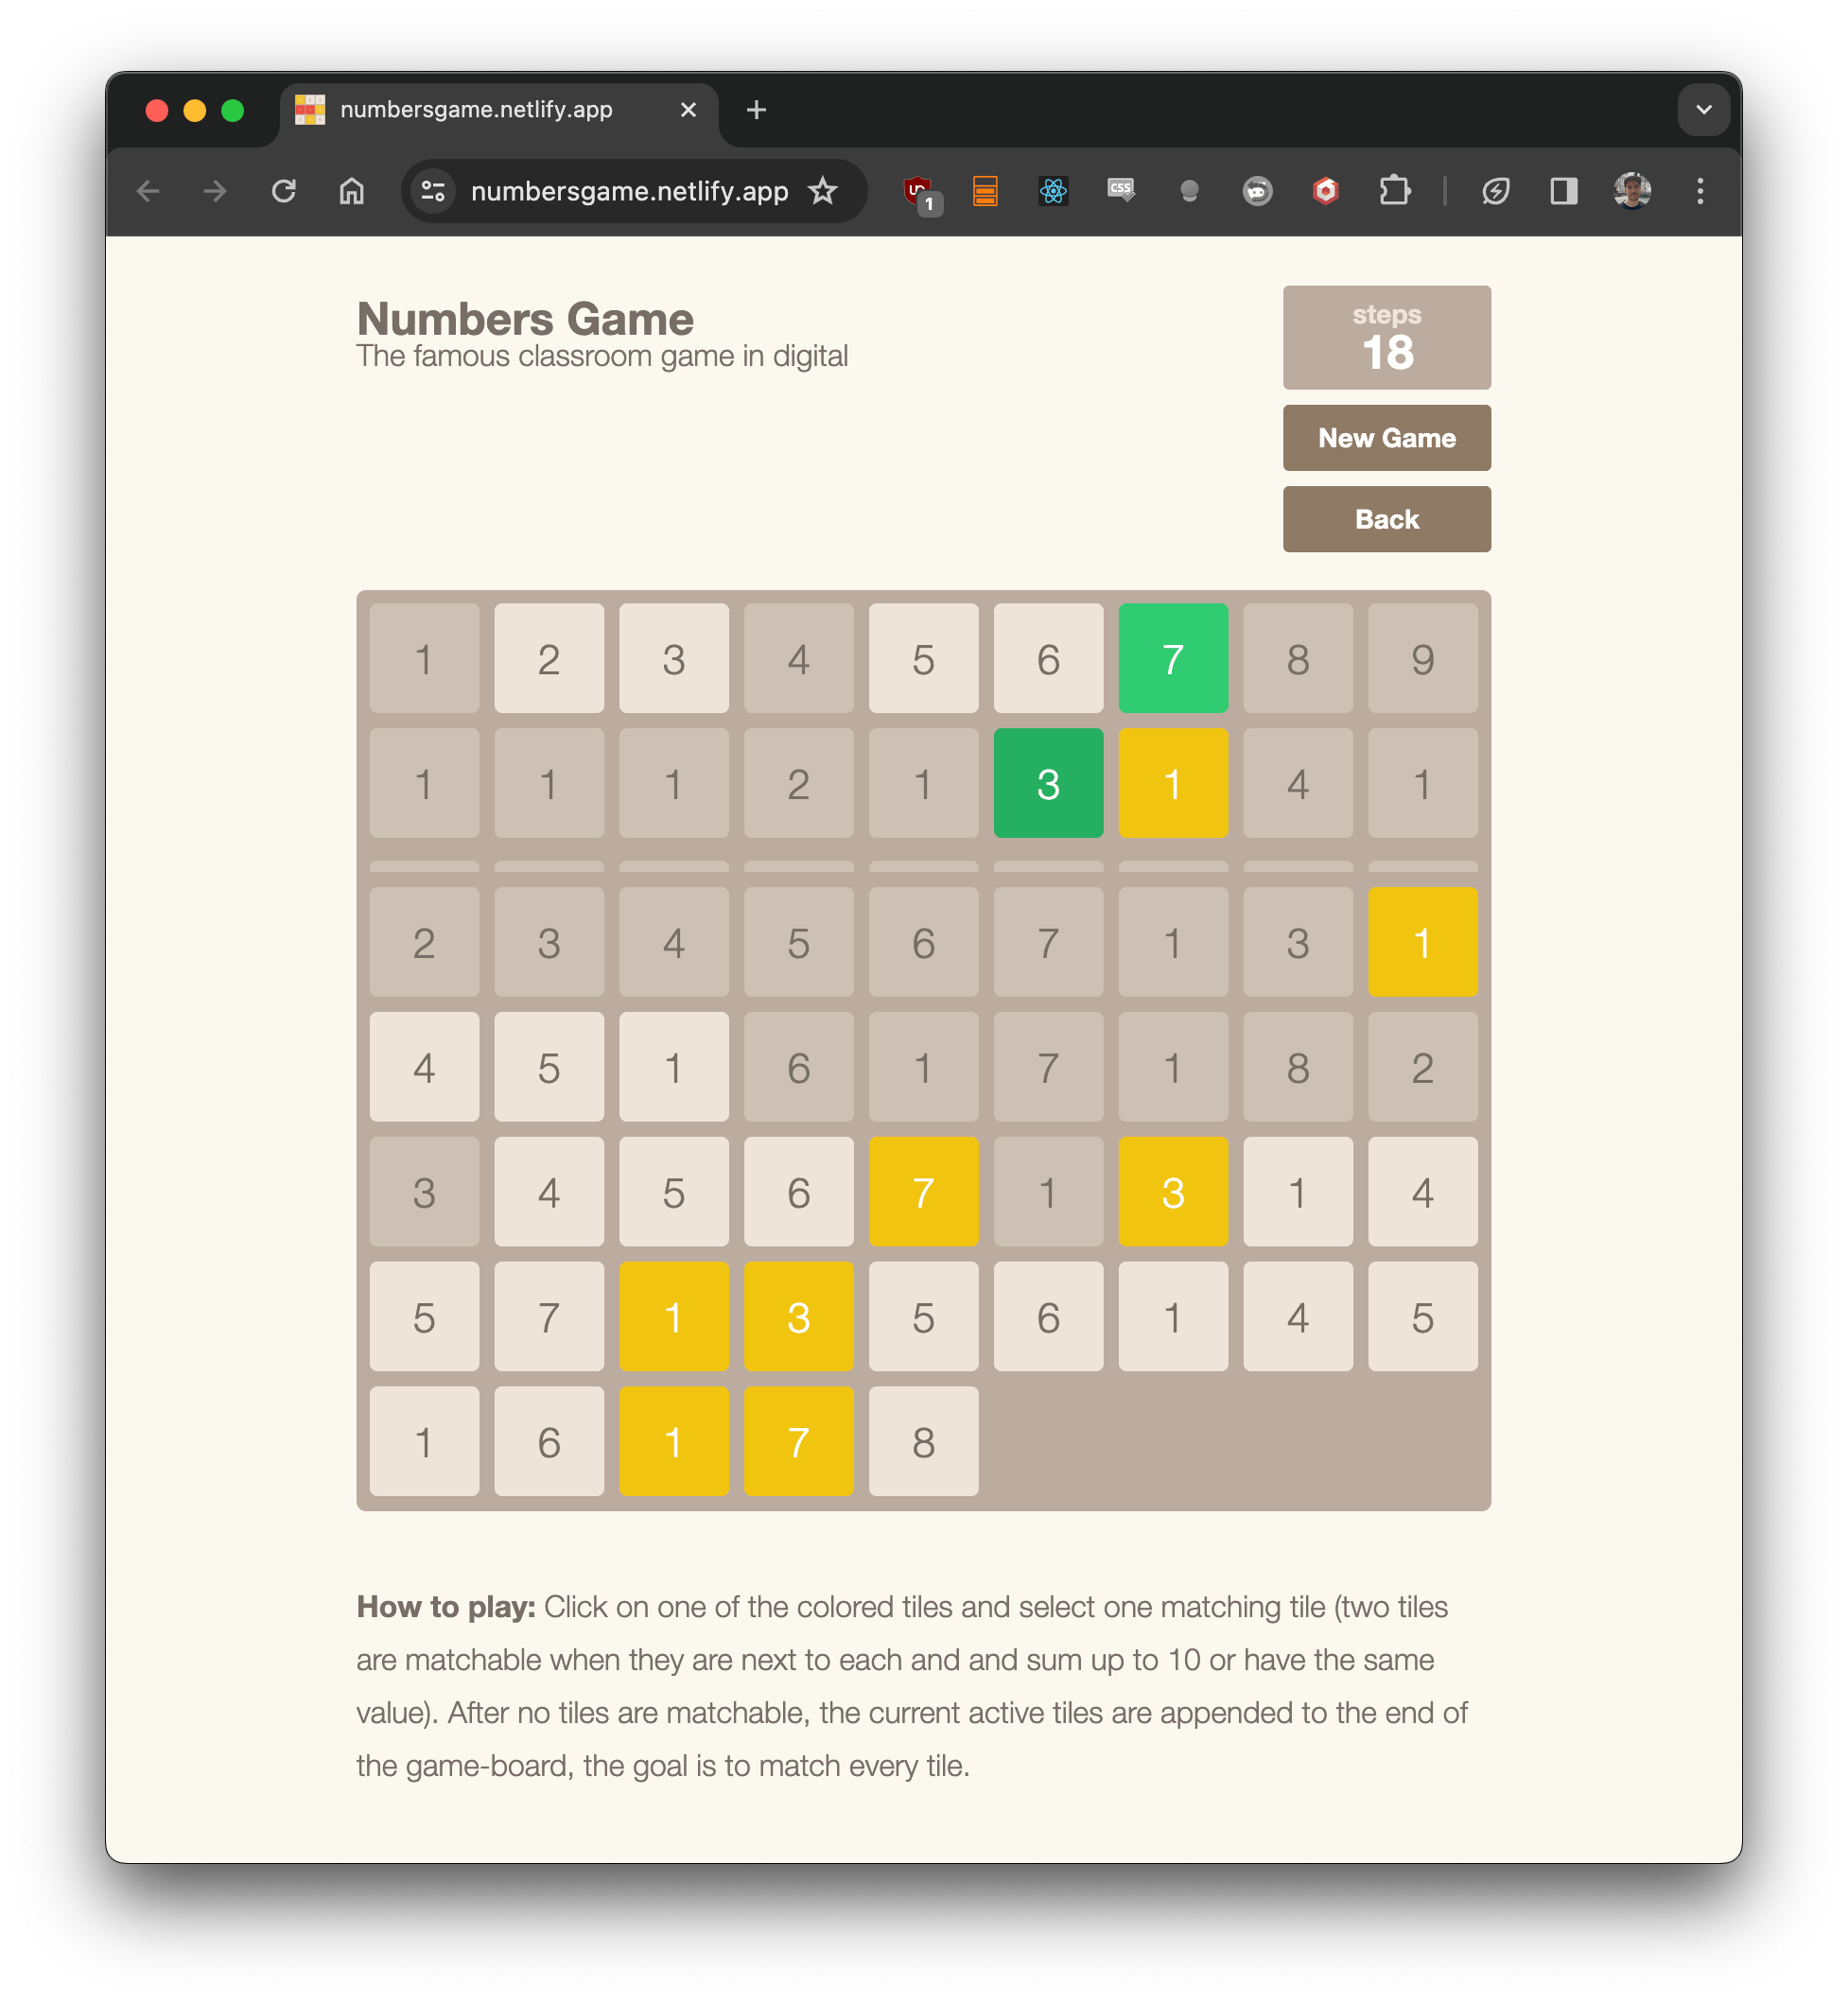 numbersgame.netlify.app
numbersgame.netlify.app
1
CSS
Numbers Game
The famous classroom game in digital
steps
18
New Game
Back
1 2 3 4 5 6 7 8 9
1 1 1 2 1 3 1 4 1
2 3 4 5 6 7 1 3 1
4 5 1 6 1 7 1 8 2
3 4 5 6 7 1 3 1 4
5 7 1 3 5 6 1 4 5
1 6 1 7 8
How to play: Click on one of the colored tiles and select one matching tile (two tiles
are matchable when they are next to each and and sum up to 10 or have the same
value). After no tiles are matchable, the current active tiles are appended to the end of
the game-board, the goal is to match every tile.